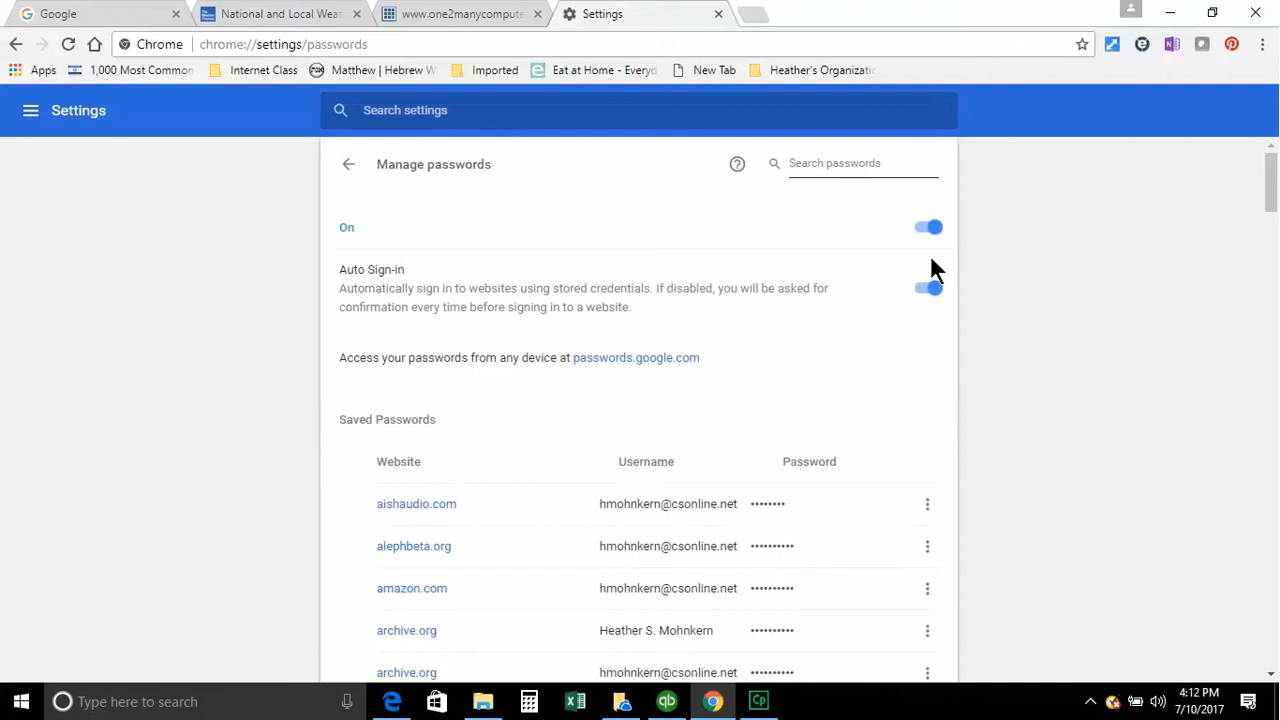 Google
National and Local Wea
www.one2manycompute
Settings
Chrome
chrome://settings/passwords
Apps
1,000 Most Common
Internet Class
Matthew | Hebrew W
Imported
Eat at Home - Everyd
New Tab
Heather's Organizatio
Settings
Search settings
Manage passwords
Search passwords
On
Auto Sign-in
Automatically sign in to websites using stored credentials. If disabled, you will be asked for
confirmation every time before signing in to a website.
Access your passwords from any device at passwords.google.com
Saved Passwords
Website Username Password
aishaudio.com hmohnkern@csonline.net ••••••••
alephbeta.org hmohnkern@csonline.net ••••••••••
amazon.com hmohnkern@csonline.net ••••••••••
archive.org Heather S. Mohnkern ••••••••••
archive.org hmohnkern@csonline.net ••••••••••
Type here to search
4:12 PM
7/10/2017